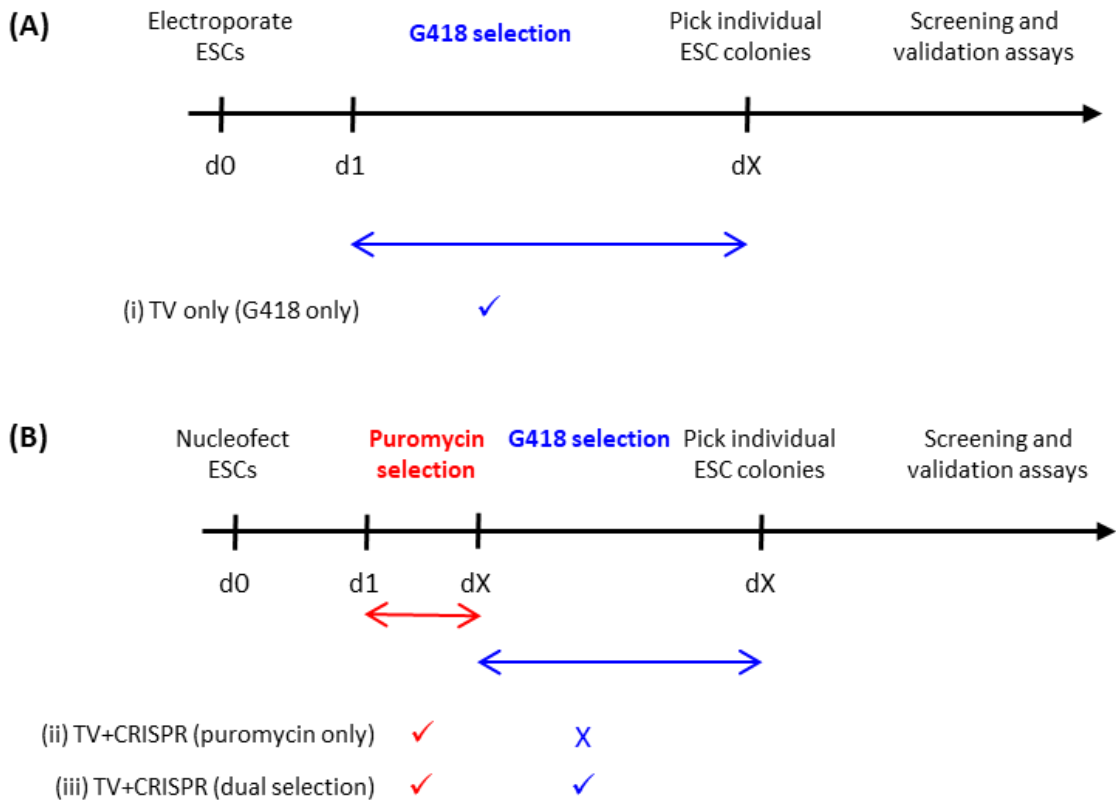 (A)
Electroporate
ESCs
G418 selection
Pick individual
ESC colonies
Screening and
validation assays
d0
d1
dX
(i) TV only (G418 only)
✓
(B)
Nucleofect
ESCs
Puromycin
selection
G418 selection
Pick individual
ESC colonies
Screening and
validation assays
d0
d1
dX
dX
(ii) TV+CRISPR (puromycin only) ✓ X
(iii) TV+CRISPR (dual selection) ✓ ✓